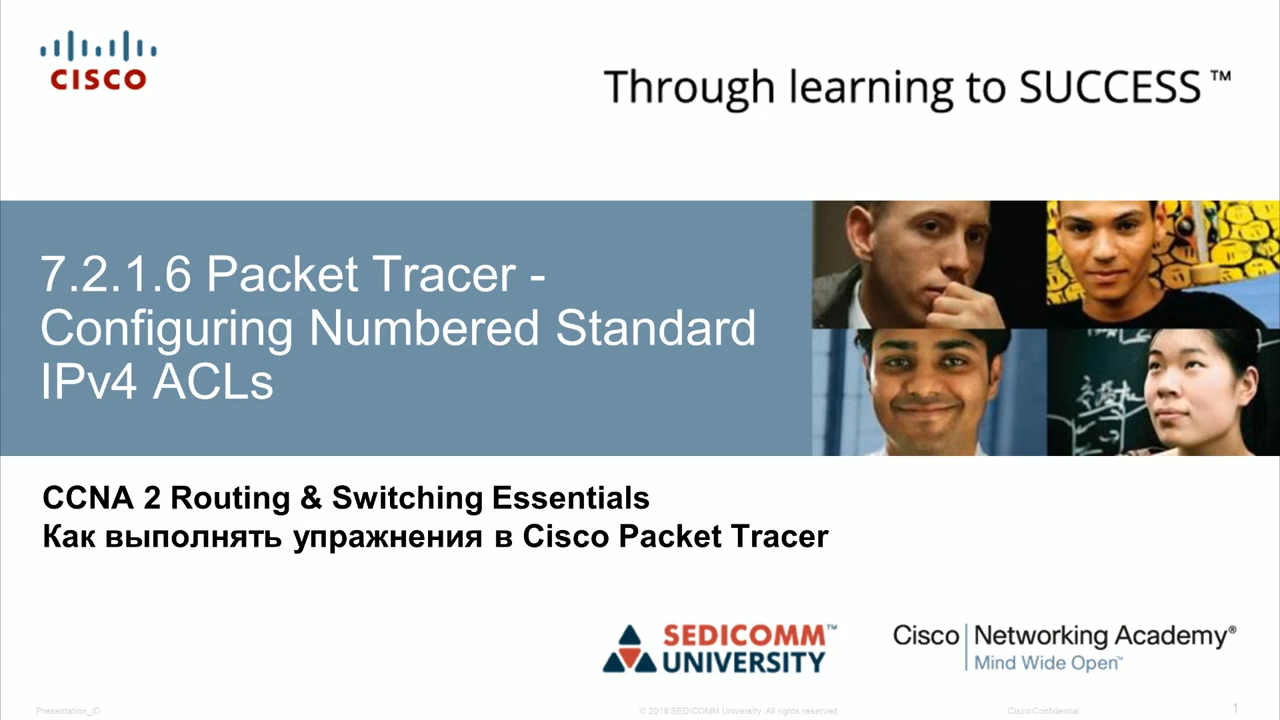 CISCO
Through learning to SUCCESS™
7.2.1.6 Packet Tracer -
Configuring Numbered Standard
IPv4 ACLs
CCNA 2 Routing & Switching Essentials
Как выполнять упражнения в Cisco Packet Tracer
SEDICOMM™
UNIVERSITY
Cisco Networking Academy®
Mind Wide Open™
Presentation_ID
© 2018 SEDICOMM University. All rights reserved.
Cisco Confidential
1